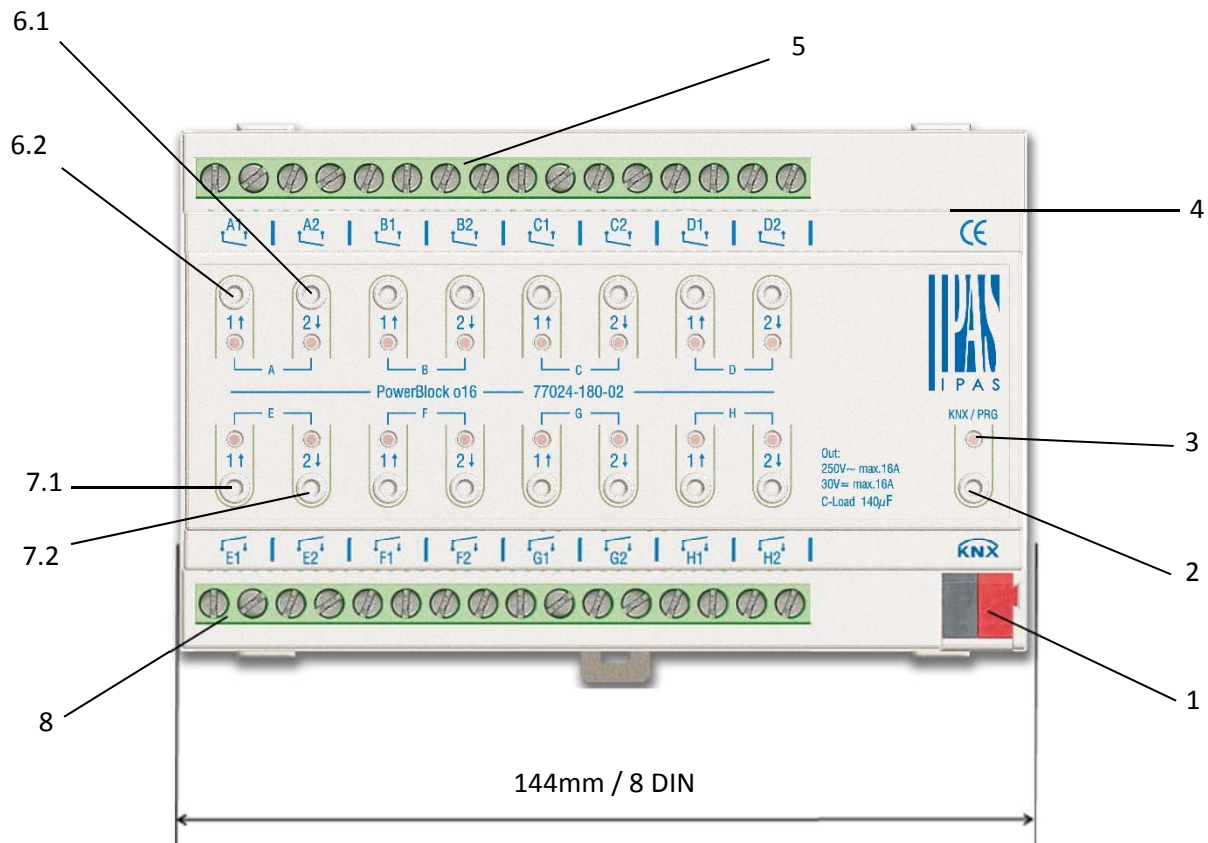 6.1
5
6.2
4
A1 A2 B1 B2 C1 C2 D1 D2
CE
1↑ 2↓ 1↑ 2↓ 1↑ 2↓ 1↑ 2↓
A B C D
IPAS
IPAS
PowerBlock o16 77024-180-02
KNX / PRG
E F G H
3
1↑ 2↓ 1↑ 2↓ 1↑ 2↓ 1↑ 2↓
Out:
250V~ max.16A
30V= max.16A
C-Load 140µF
7.1
7.2
2
E1 E2 F1 F2 G1 G2 H1 H2
KNX
1
8
144mm / 8 DIN